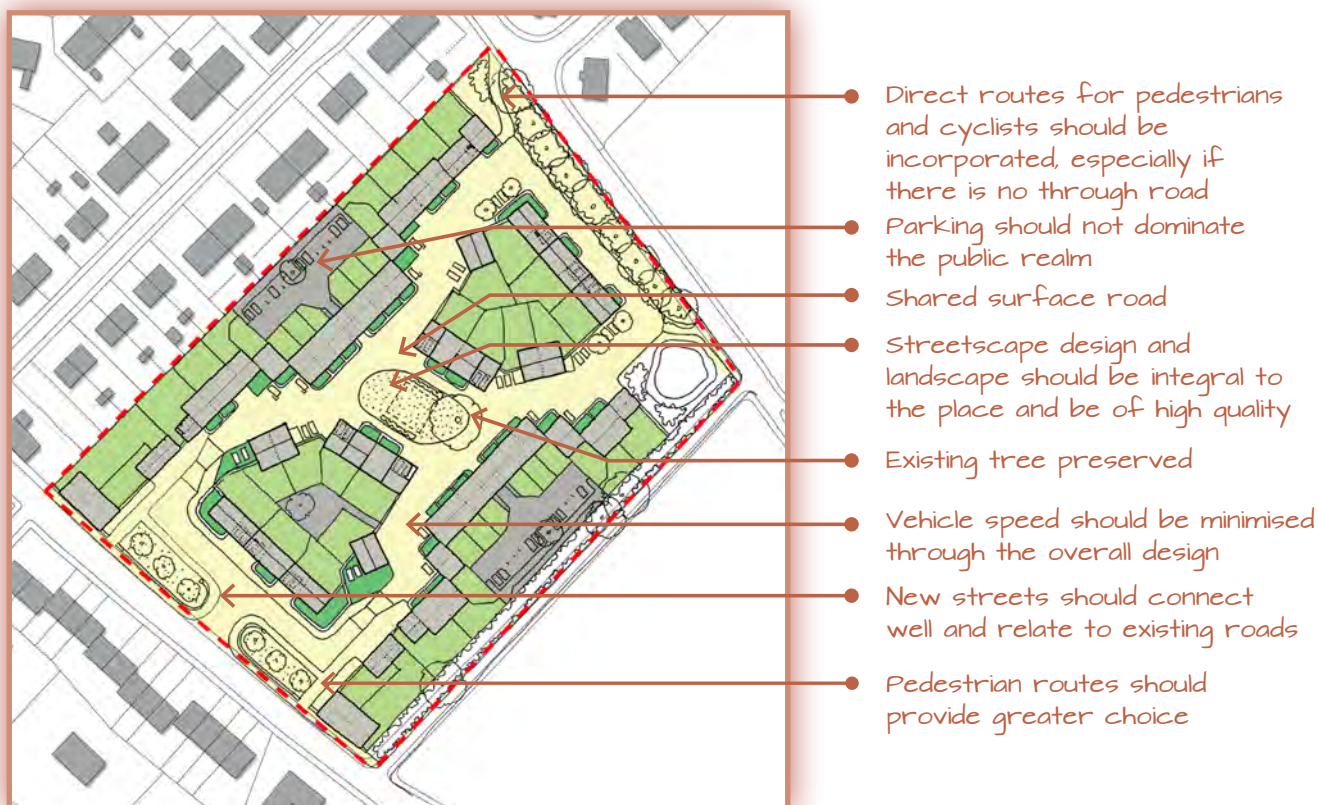 Direct routes for pedestrians
and cyclists should be
incorporated, especially if
there is no through road
Parking should not dominate
the public realm
Shared surface road
Streetscape design and
landscape should be integral to
the place and be of high quality
Existing tree preserved
Vehicle speed should be minimised
through the overall design
New streets should connect
well and relate to existing roads
Pedestrian routes should
provide greater choice